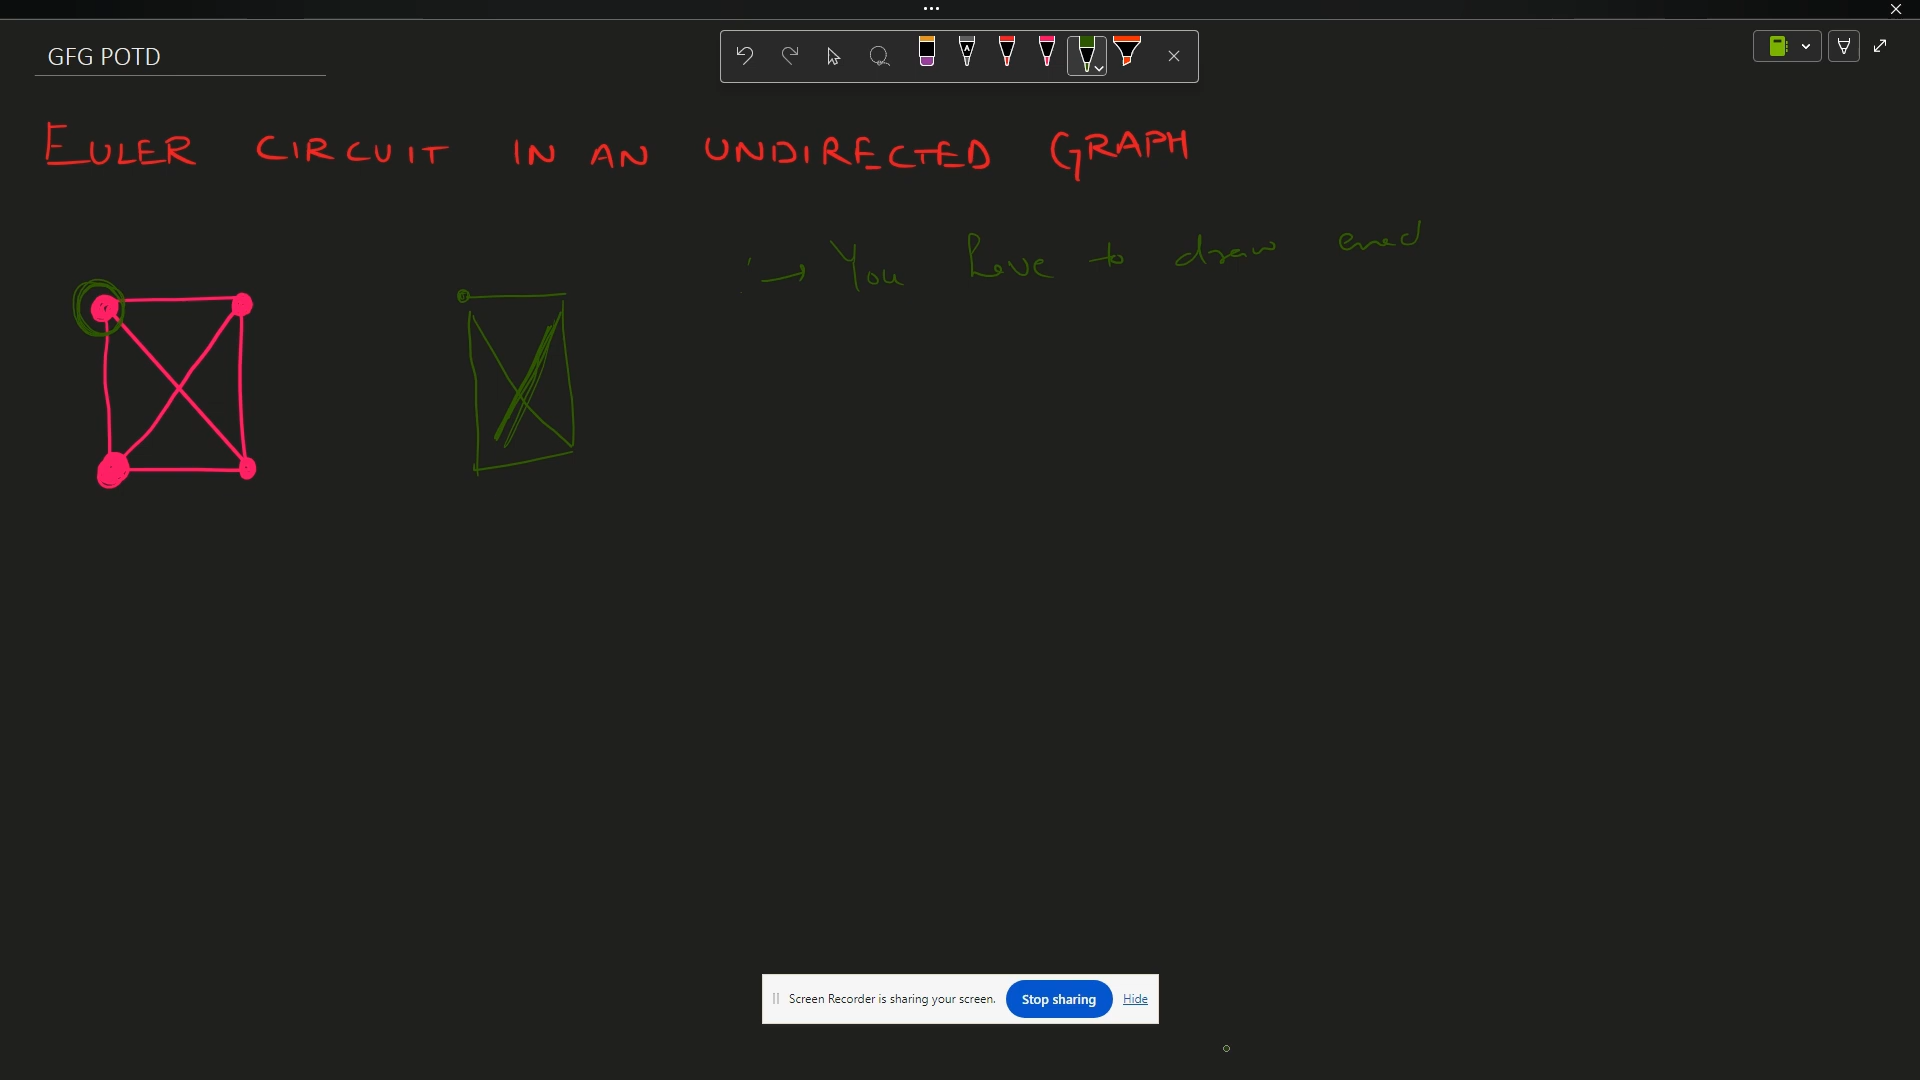 GFG POTD
EULER CIRCUIT IN AN UNDIRECTED GRAPH
You have to draw
Screen Recorder is sharing your screen. Stop sharing Hide